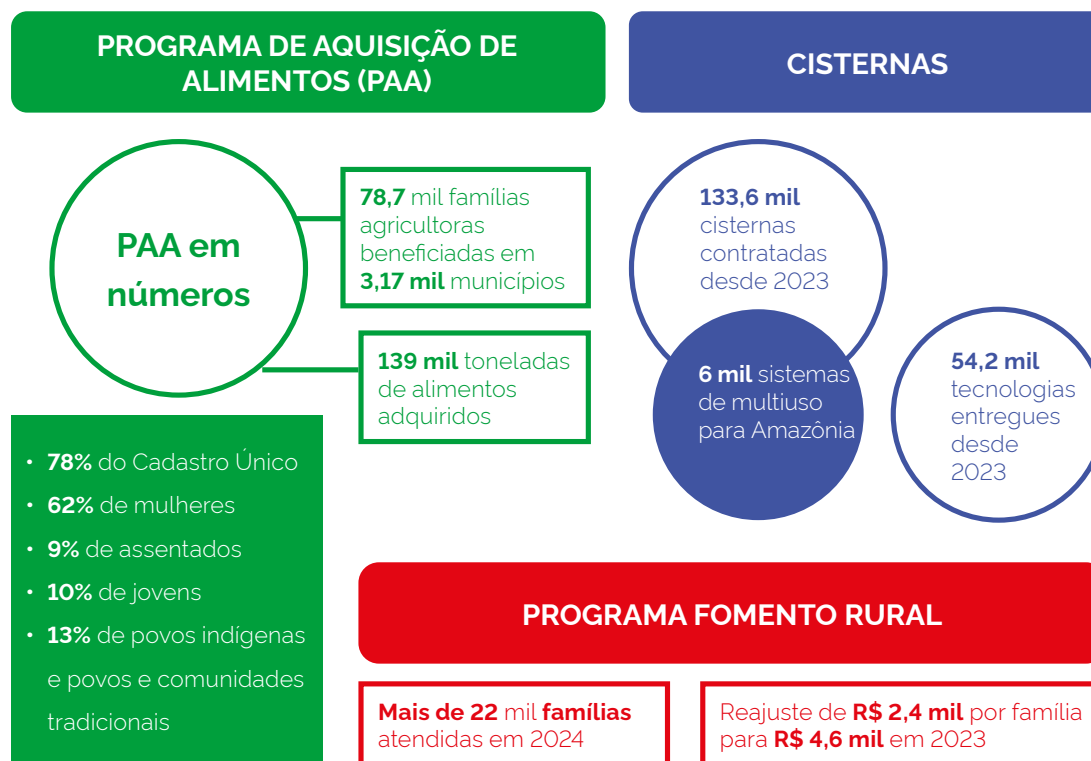 PROGRAMA DE AQUISIÇÃO DE
ALIMENTOS (PAA)
PAA em
números
78,7 mil famílias
agricultoras
beneficiadas em
3,17 mil municípios
139 mil toneladas
de alimentos
adquiridos
• 78% do Cadastro Único
• 62% de mulheres
• 9% de assentados
• 10% de jovens
• 13% de povos indígenas
e povos e comunidades
tradicionais
CISTERNAS
133,6 mil
cisternas
contratadas
desde 2023
6 mil sistemas
de multiuso
para Amazônia
54,2 mil
tecnologias
entregues
desde
2023
PROGRAMA FOMENTO RURAL
Mais de 22 mil famílias
atendidas em 2024
Reajuste de R$ 2,4 mil por família
para R$ 4,6 mil em 2023